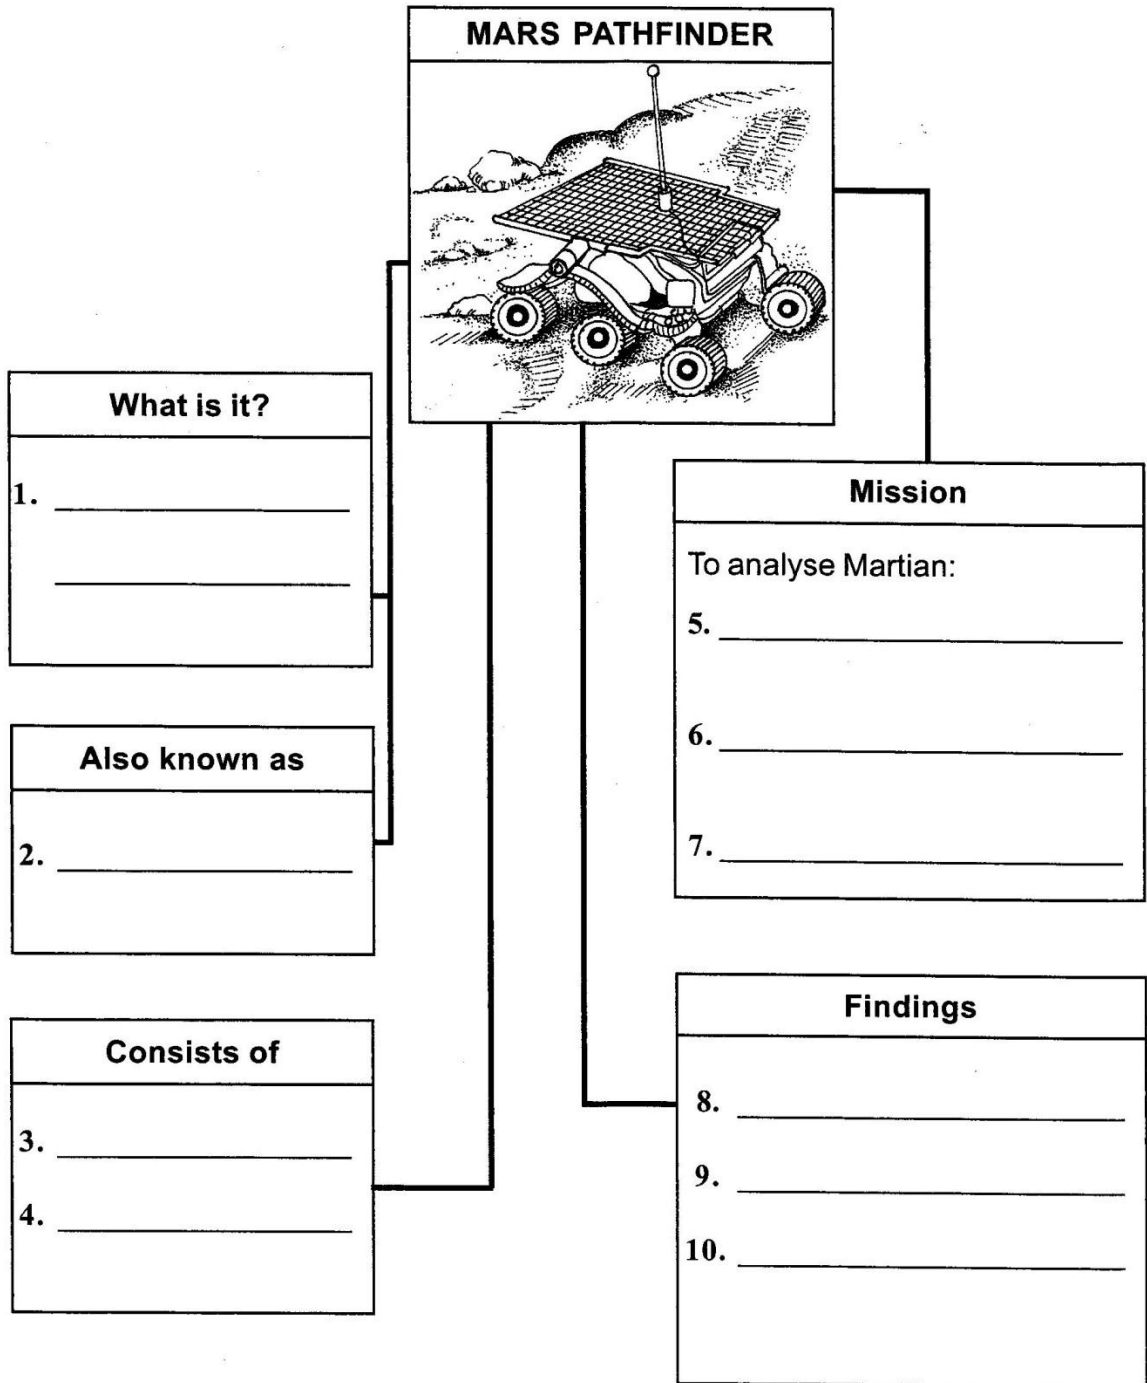 MARS PATHFINDER
What is it?
1.
Also known as
2.
Consists of
3.
4.
Mission
To analyse Martian:
5.
6.
7.
Findings
8.
9.
10.